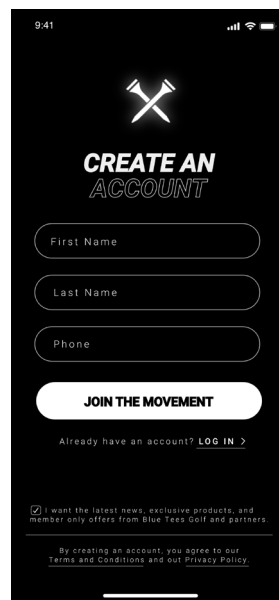 9:41
CREATE AN
ACCOUNT
First Name
Last Name
Phone
JOIN THE MOVEMENT
Already have an account? LOG IN >
I want the latest news, exclusive products, and
member only offers from Blue Tees Golf and partners.
By creating an account, you agree to our
Terms and Conditions and out Privacy Policy.